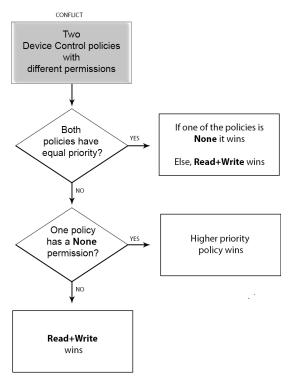 CONFLICT
Two
Device Control policies
with
different permissions
Both
policies have
equal priority?
YES
If one of the policies is
None it wins
Else, Read+Write wins
NO
One policy
has a None
permission?
YES
Higher priority
policy wins
NO
Read+Write
wins